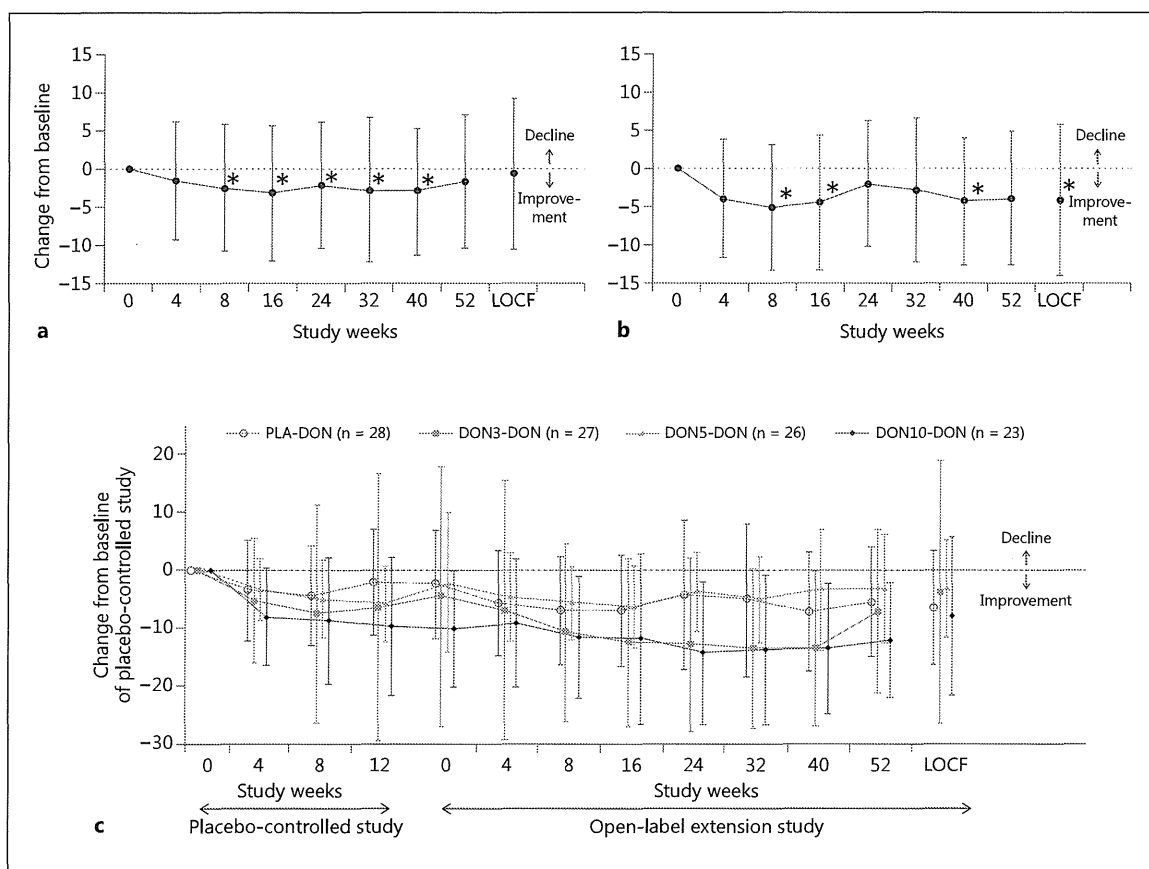 15
10
5
0
−5
−10
−15
Change from baseline
Decline
Improve-
ment
* * * * *
0 4 8 16 24 32 40 52 LOCF
Study weeks
a
15
10
5
0
−5
−10
−15
Decline
Improve-
ment
* * * *
0 4 8 16 24 32 40 52 LOCF
Study weeks
b
PLA-DON (n = 28) DON3-DON (n = 27) DON5-DON (n = 26) DON10-DON (n = 23)
20
10
0
−10
−20
−30
Change from baseline
of placebo-controlled study
Decline
Improvement
0 4 8 12 0 4 8 16 24 32 40 52 LOCF
Study weeks Study weeks
c
Placebo-controlled study Open-label extension study